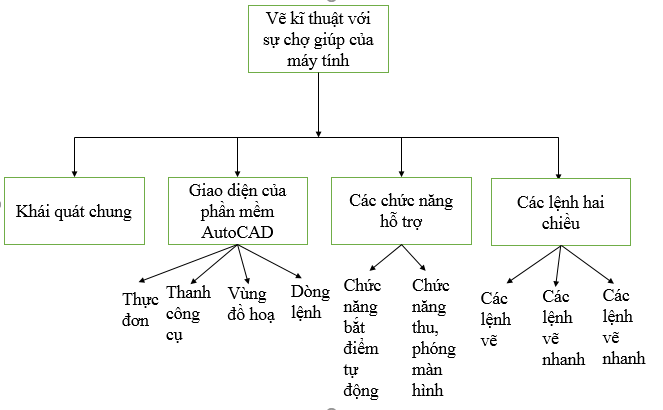 Vẽ kĩ thuật với
sự chợ giúp của
máy tính
Khái quát chung
Giao diện của
phần mềm
AutoCAD
Các chức năng
hỗ trợ
Các lệnh hai
chiều
Thực
đơn
Thanh
công
cụ
Vùng
đồ hoạ
Dòng
lệnh
Chức
năng
bắt
điểm
tự
động
Chức
năng
thu,
phóng
màn
hình
Các
lệnh
vẽ
Các
lệnh
vẽ
nhanh
Các
lệnh
vẽ
nhanh